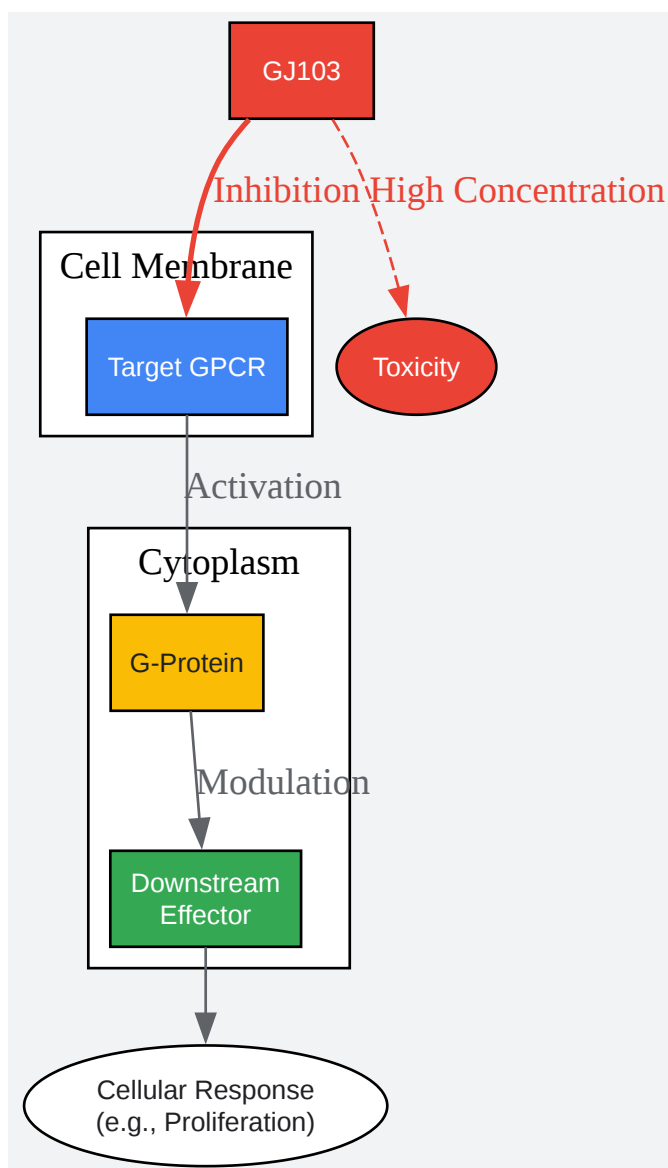 GJ103
Inhibition
High Concentration
Cell Membrane
Target GPCR
Toxicity
Activation
Cytoplasm
G-Protein
Modulation
Downstream
Effector
Cellular Response
(e.g., Proliferation)